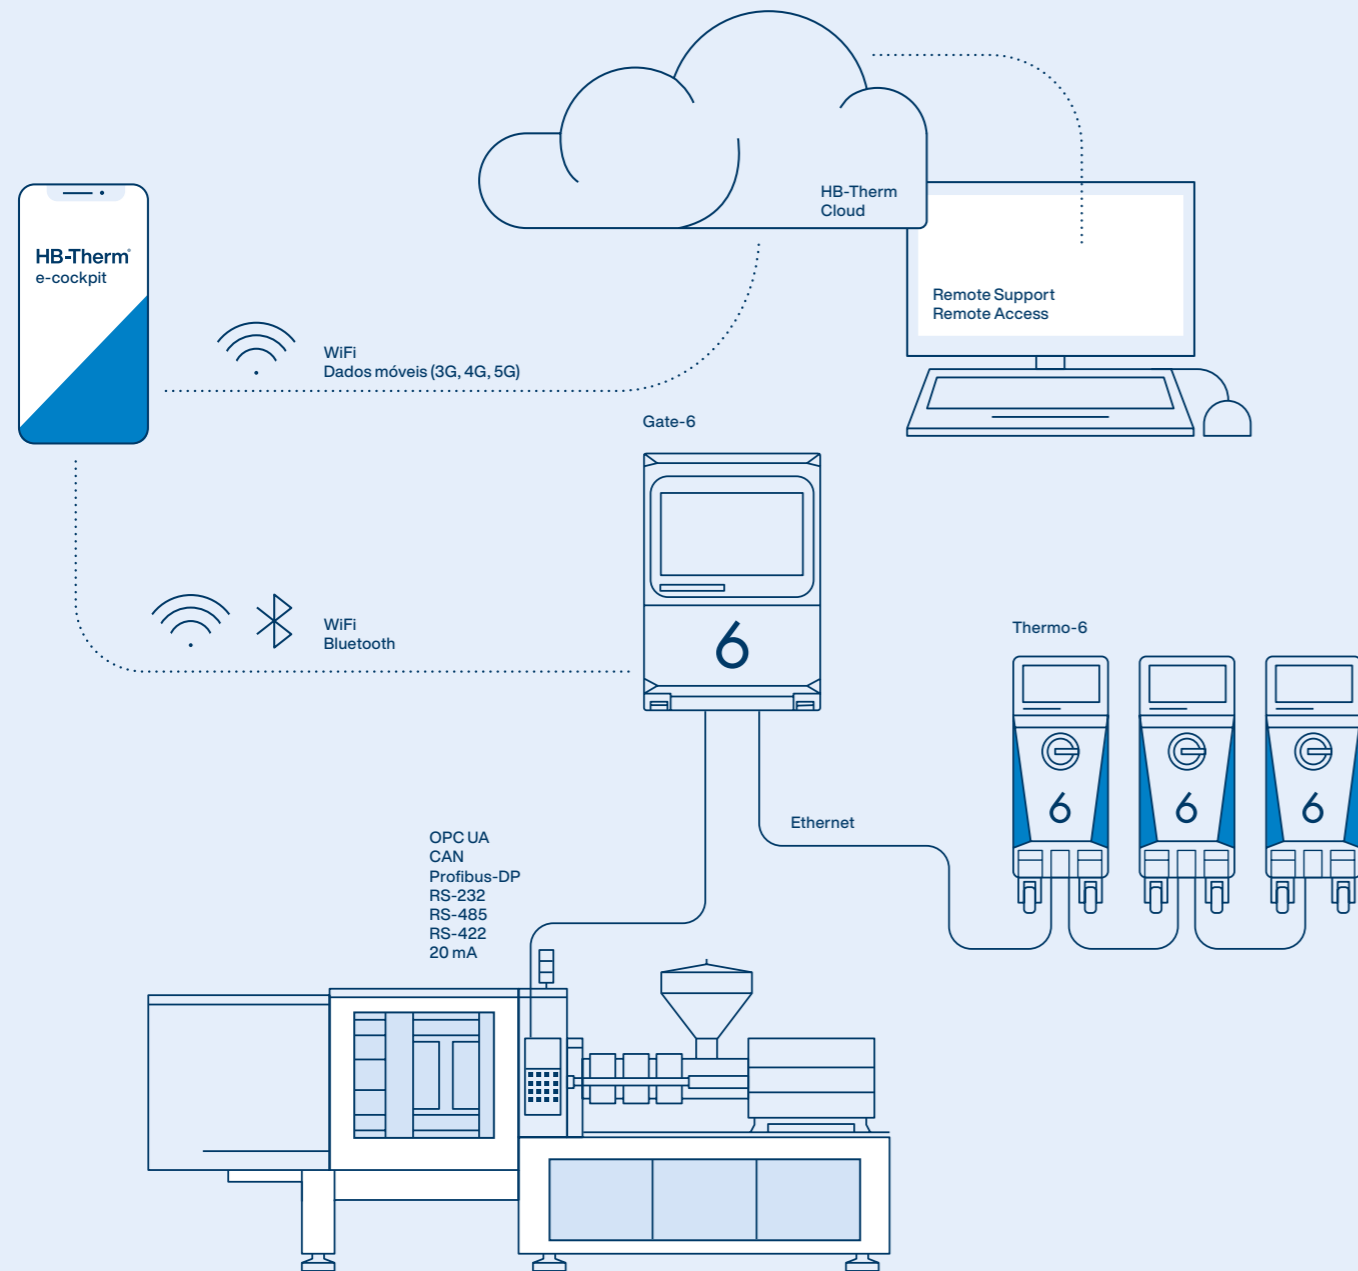 HB-Therm
Cloud
HB-Therm®
e-cockpit
Remote Support
Remote Access
WiFi
Dados móveis (3G, 4G, 5G)
Gate-6
6
WiFi
Bluetooth
Thermo-6
6
6
6
Ethernet
OPC UA
CAN
Profibus-DP
RS-232
RS-485
RS-422
20 mA